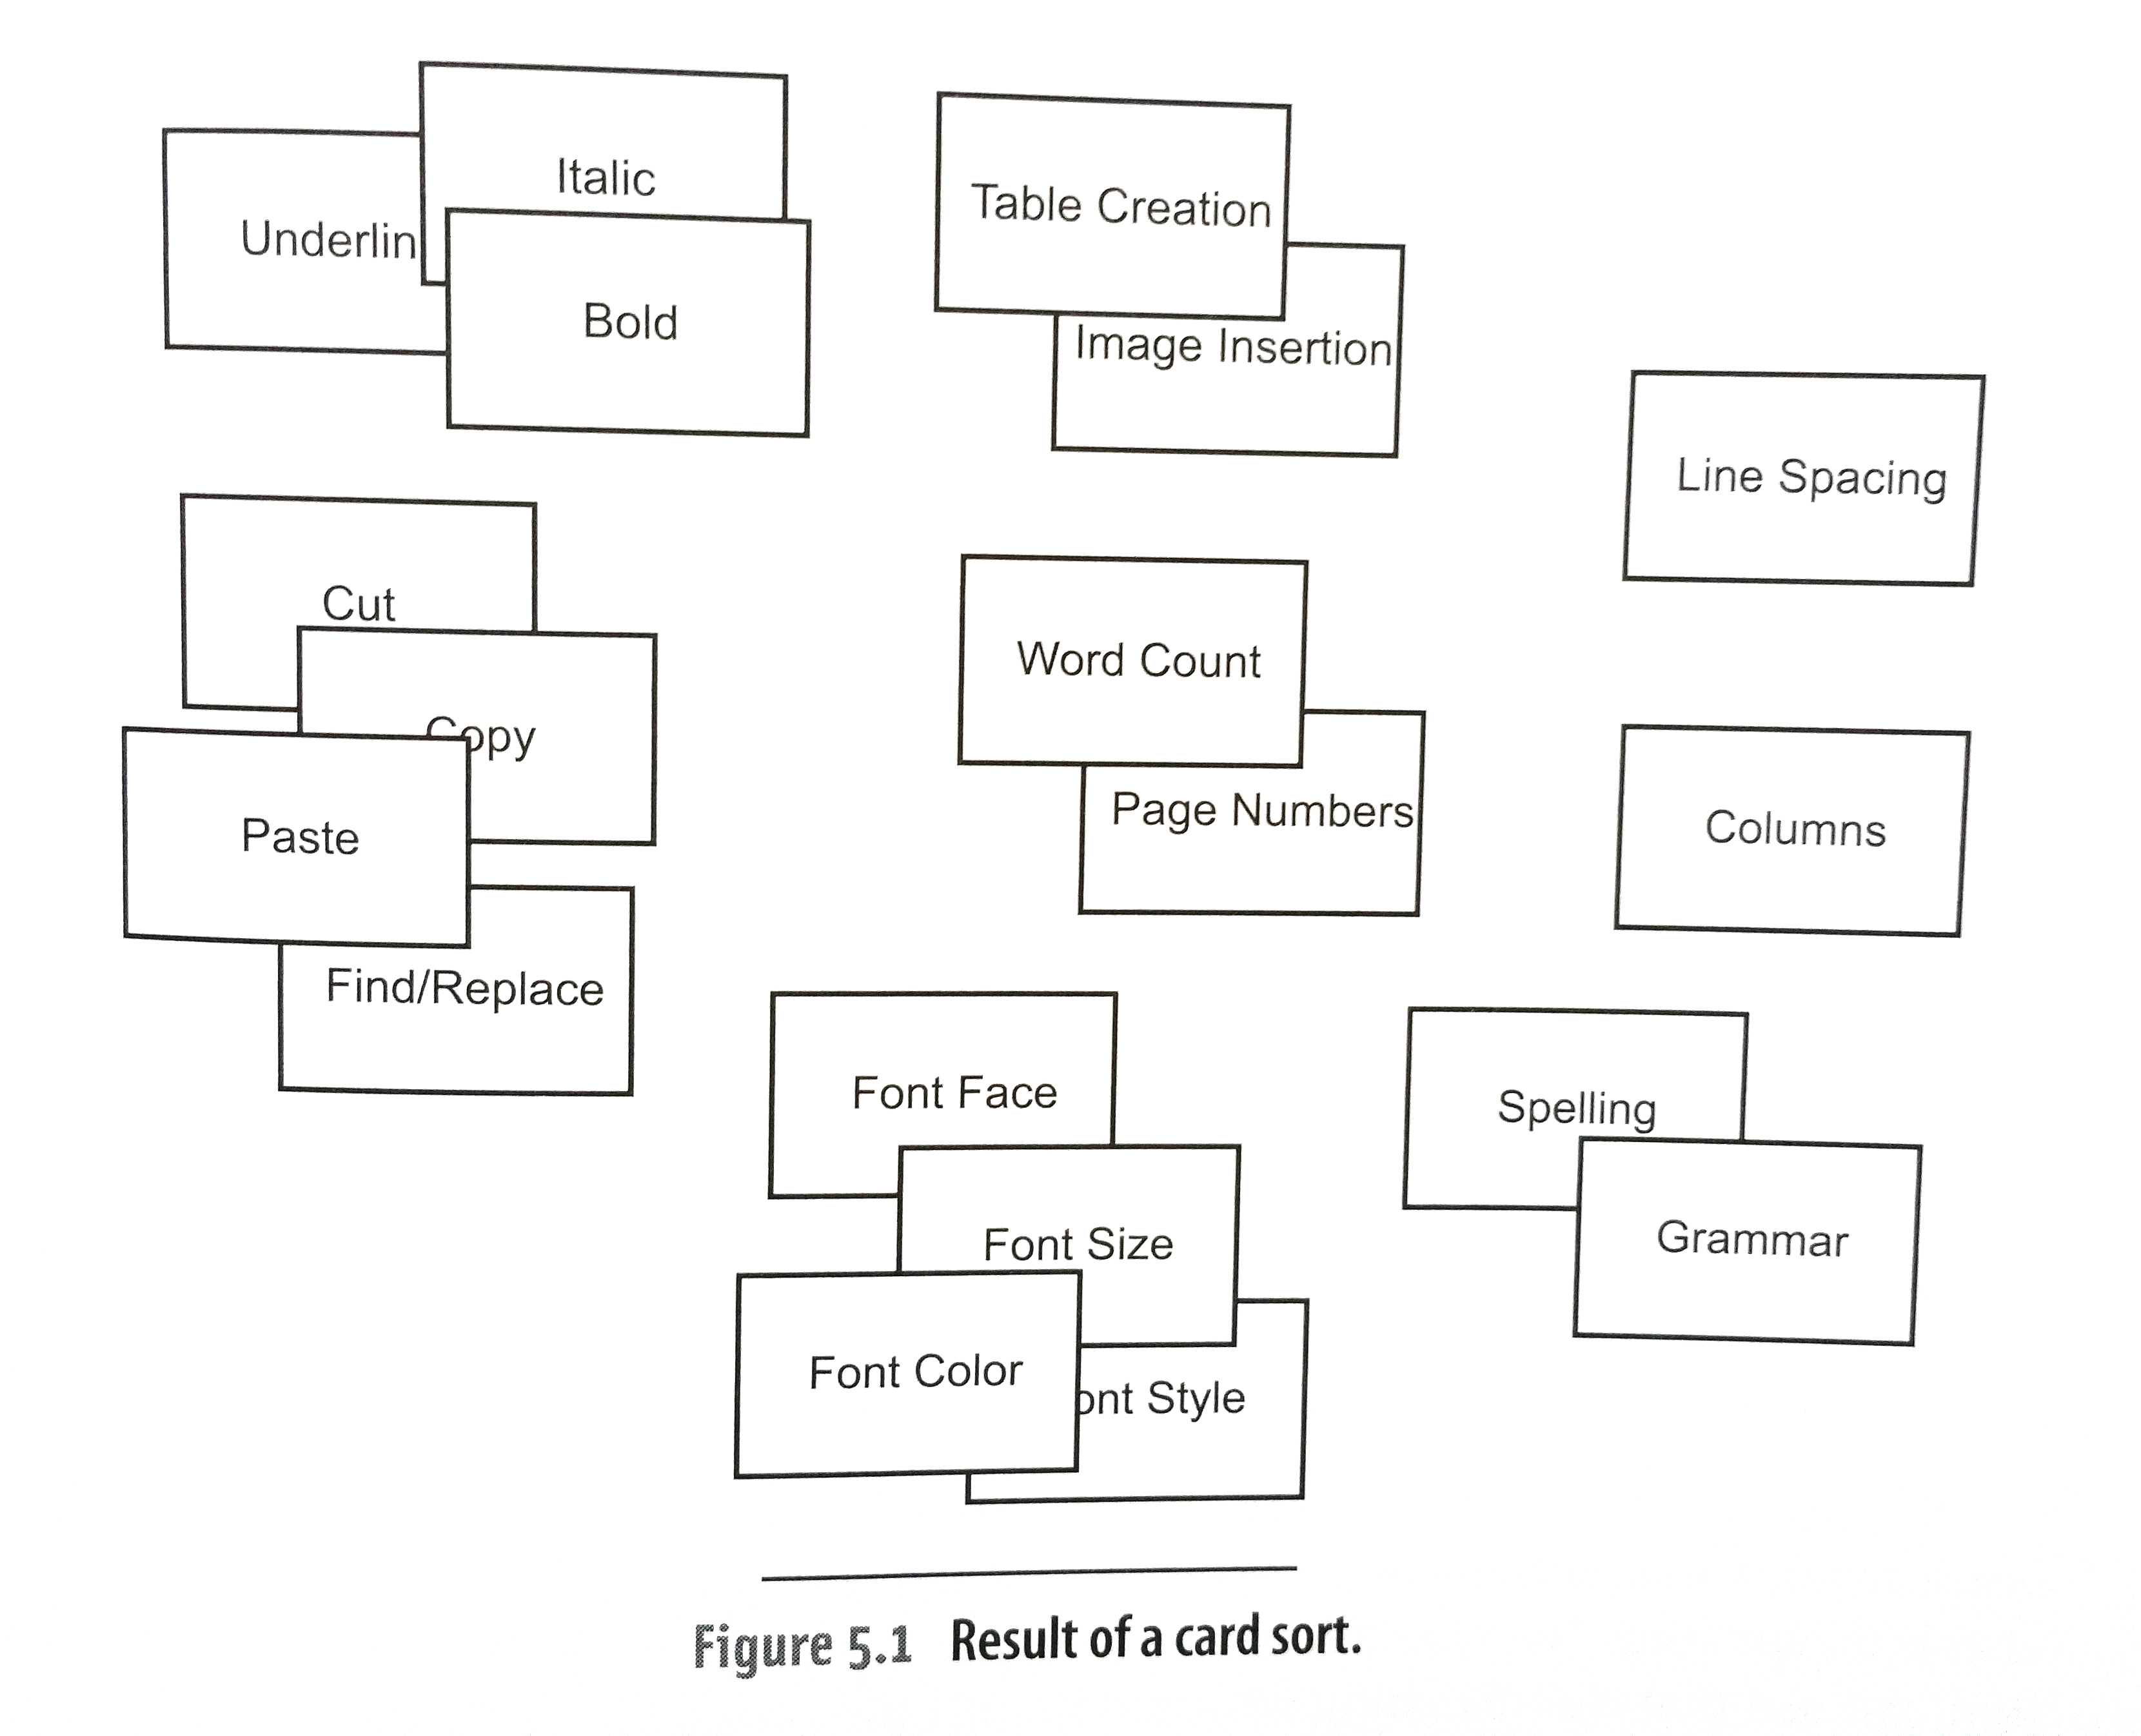 Italic
Underlin
Bold
Table Creation
Image Insertion
Line Spacing
Cut
Copy
Paste
Find/Replace
Word Count
Page Numbers
Columns
Font Face
Font Size
Font Color
ont Style
Spelling
Grammar
Figure 5.1 Result of a card sort.